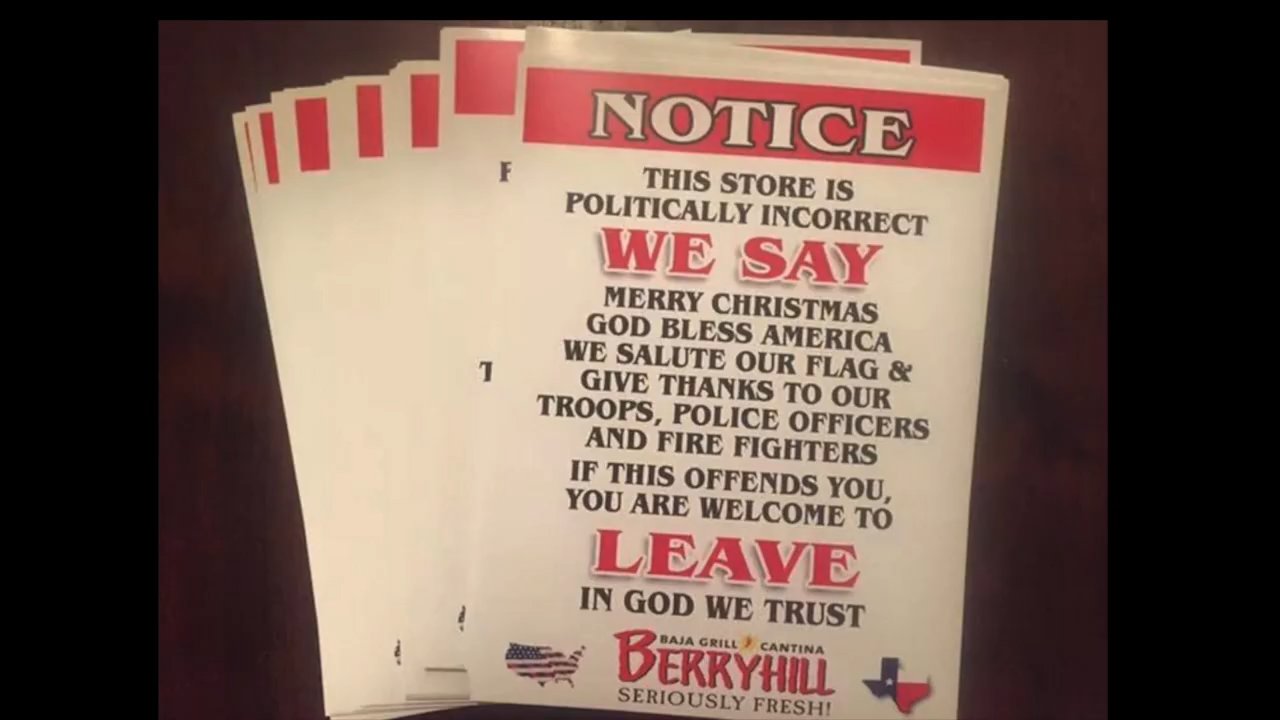 NOTICE
THIS STORE IS
POLITICALLY INCORRECT
WE SAY
MERRY CHRISTMAS
GOD BLESS AMERICA
WE SALUTE OUR FLAG &
GIVE THANKS TO OUR
TROOPS, POLICE OFFICERS
AND FIRE FIGHTERS
IF THIS OFFENDS YOU,
YOU ARE WELCOME TO
LEAVE
IN GOD WE TRUST
BAJA GRILL CANTINA
BERRYHILL
SERIOUSLY FRESH!